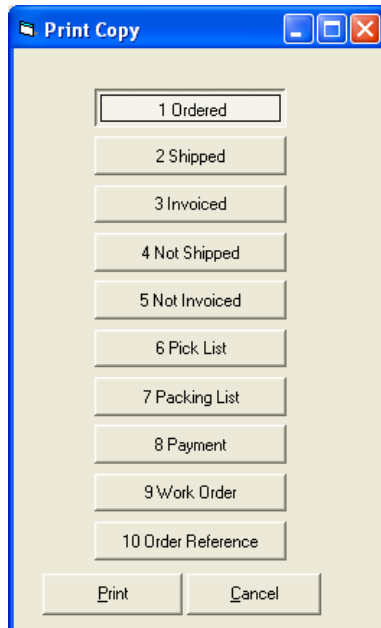 Print Copy
1 Ordered
2 Shipped
3 Invoiced
4 Not Shipped
5 Not Invoiced
6 Pick List
7 Packing List
8 Payment
9 Work Order
10 Order Reference
Print Cancel